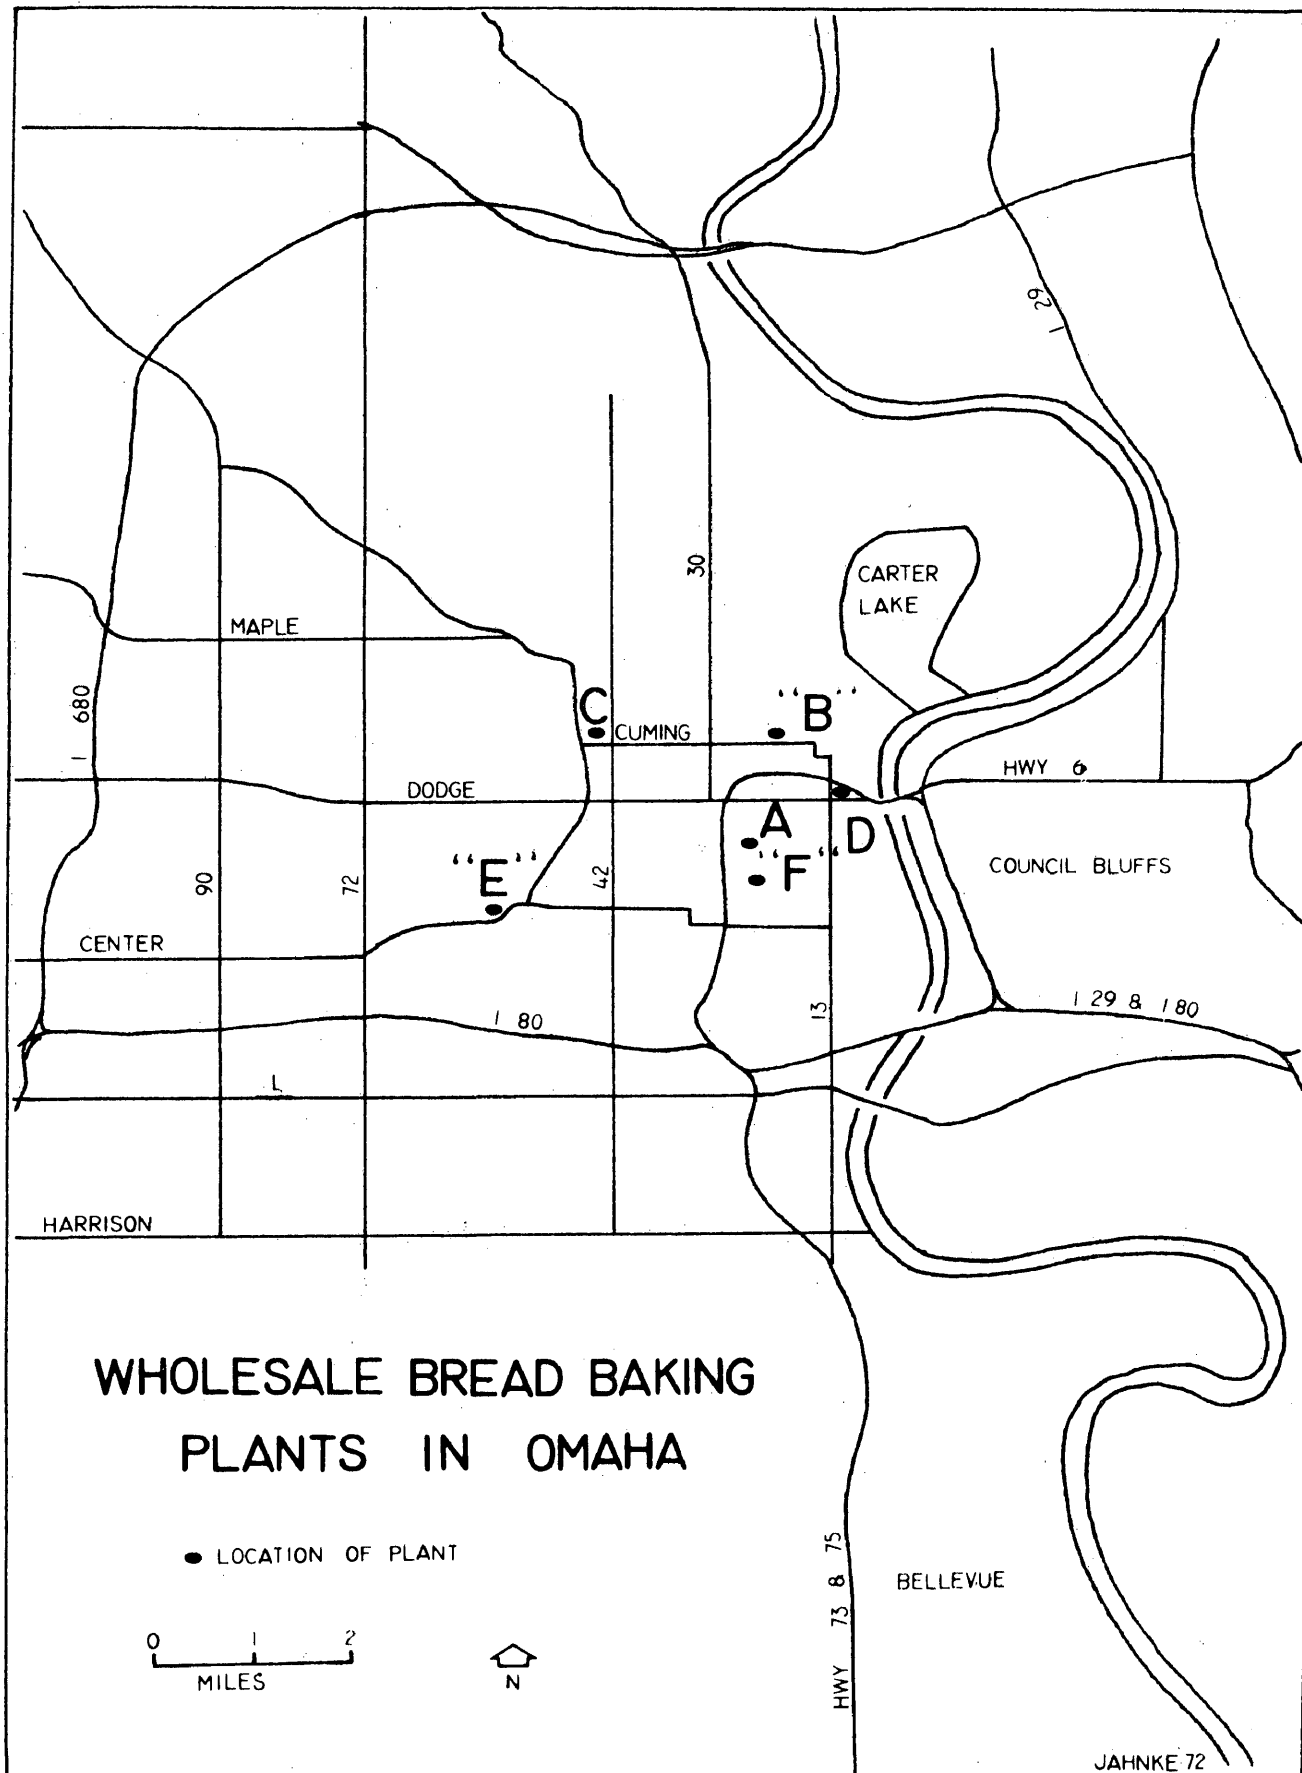 I 29
CARTER
LAKE
30
MAPLE
I 680
C
"B"
CUMING
HWY 6
DODGE
A
D
"F"
"E"
COUNCIL BLUFFS
90
72
42
CENTER
13
I 29 & I 80
I 80
L
HARRISON
WHOLESALE BREAD BAKING
PLANTS IN OMAHA
LOCATION OF PLANT
0 1 2
MILES
N
HWY 73 & 75
BELLEVUE
JAHNKE 72